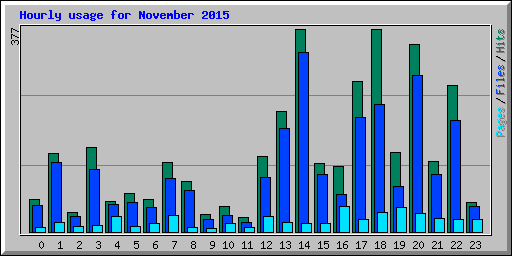 Hourly usage for November 2015
377
Pages/Files/Hits
0 1 2 3 4 5 6 7 8 9 10 11 12 13 14 15 16 17 18 19 20 21 22 23